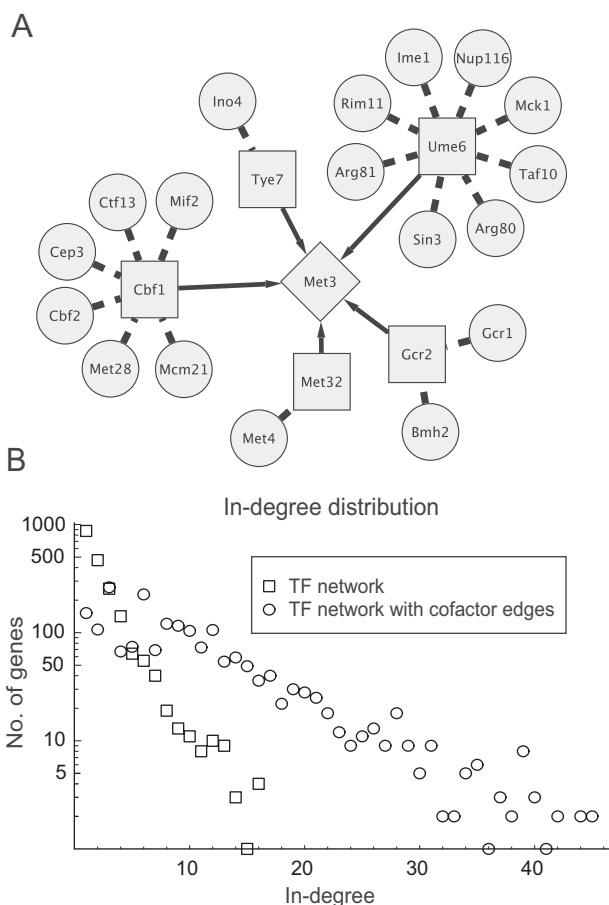 A
Ime1
Nup116
Ino4
Rim11
Mck1
Ume6
Tye7
Arg81
Taf10
Ctf13
Mif2
Sin3
Arg80
Cep3
Cbf1
Met3
Cbf2
Gcr1
Gcr2
Met28
Mcm21
Met32
Met4
Bmh2
B
In-degree distribution
1000
500
100
50
10
5
No. of genes
TF network
TF network with cofactor edges
10
20
30
40
In-degree